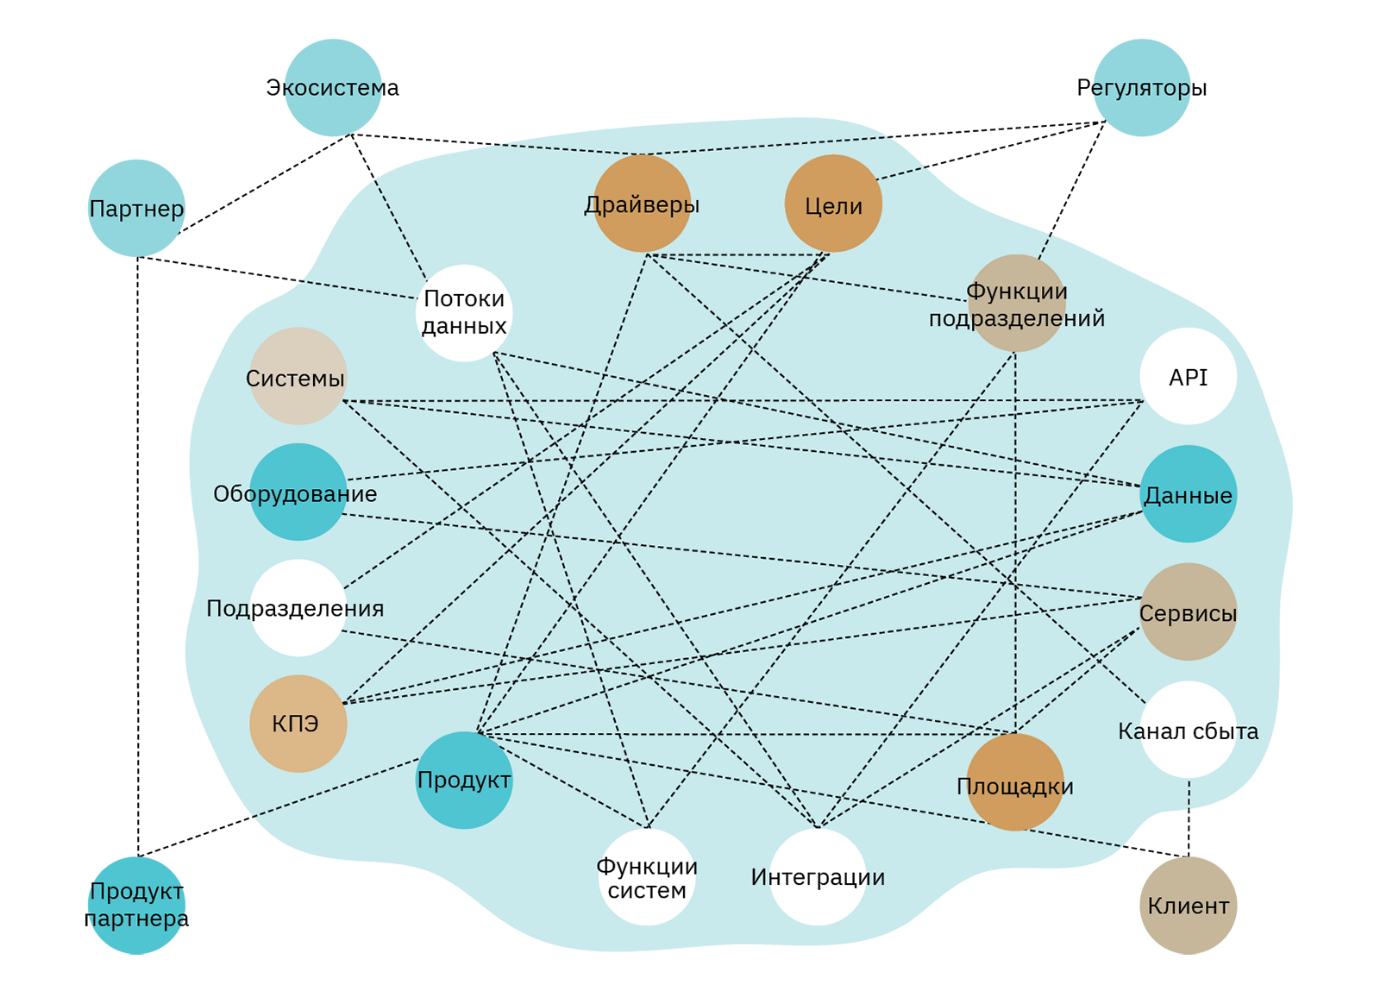 Экосистема
Регуляторы
Партнер
Драйверы
Цели
Потоки
данных
Функции
подразделений
Системы
API
Оборудование
Данные
Подразделения
Сервисы
КПЭ
Канал сбыта
Продукт
Площадки
Функции
систем
Интеграции
Продукт
партнера
Клиент